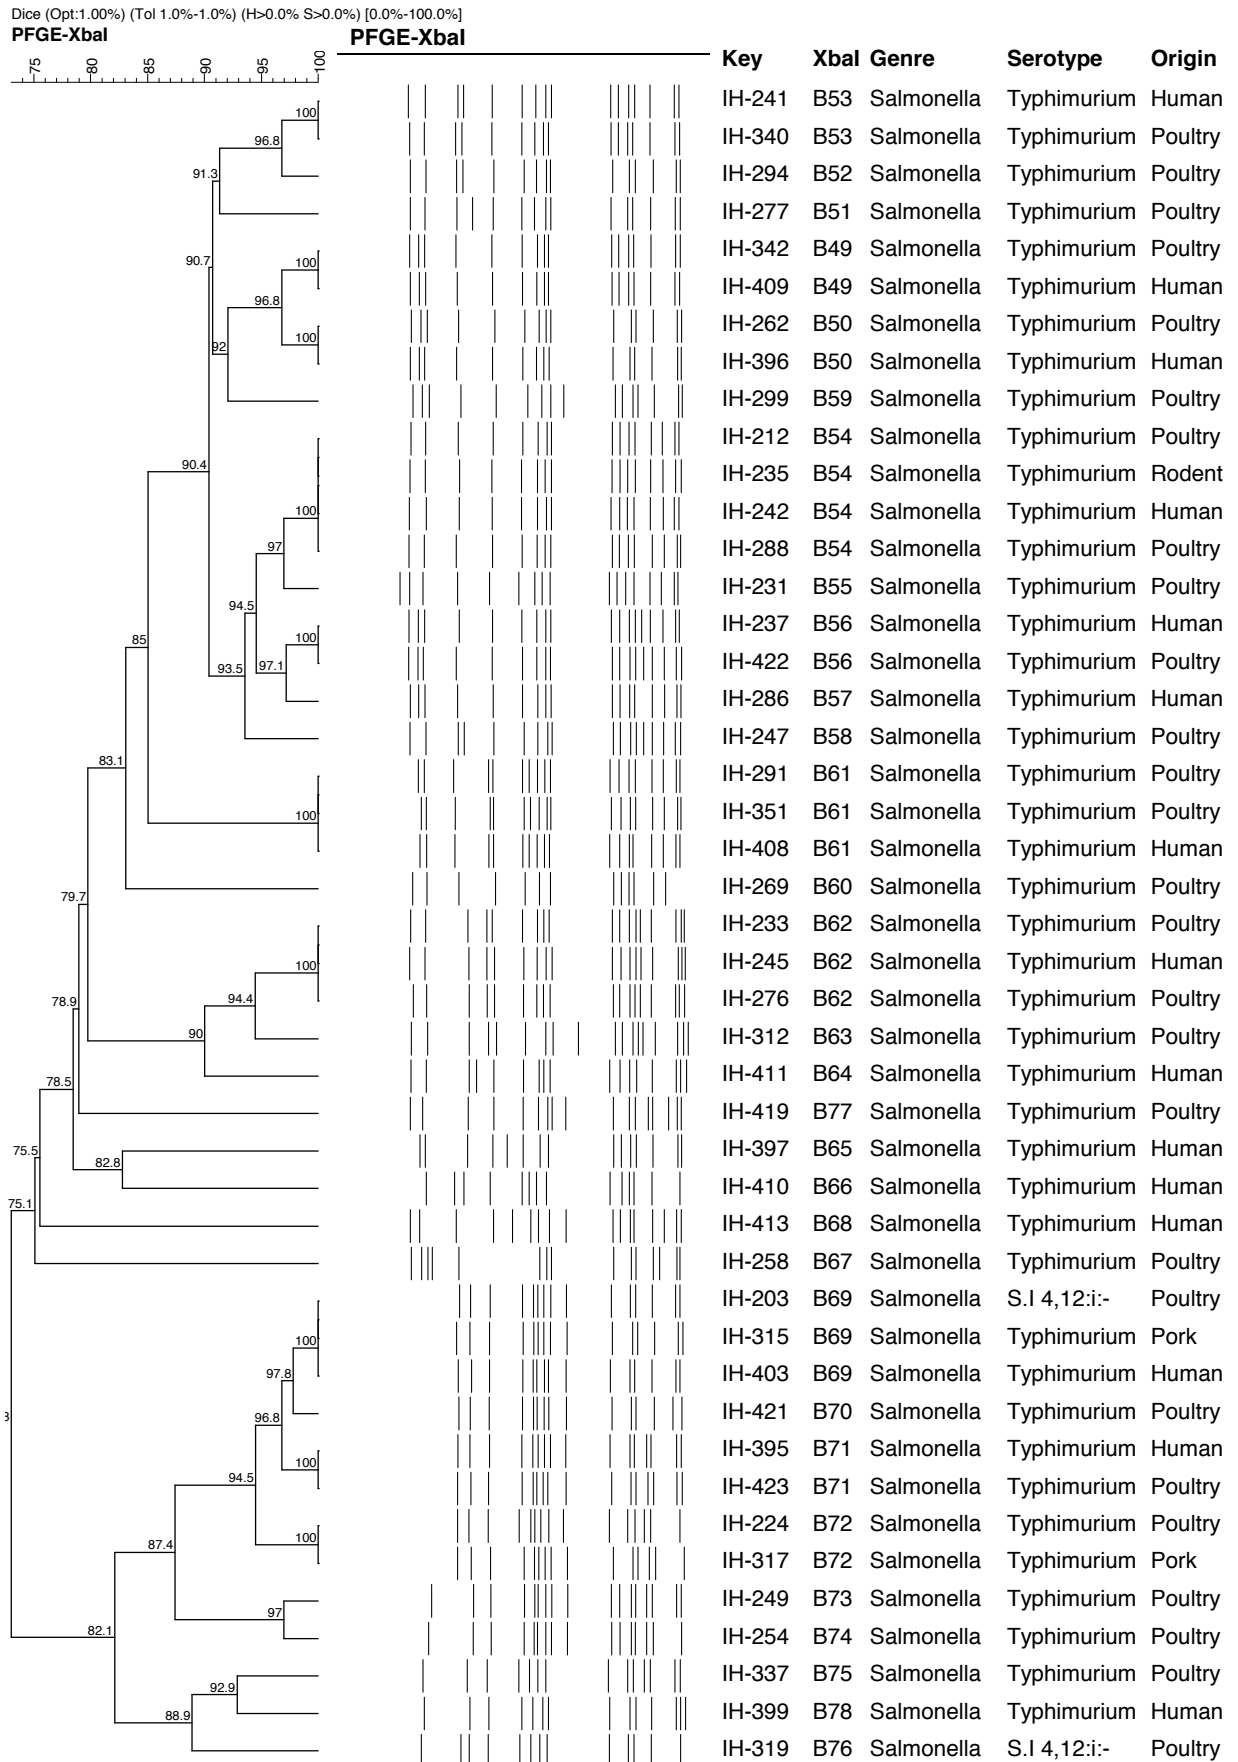 Dice (Opt:1.00%) (Tol 1.0%-1.0%) (H>0.0% S>0.0%) [0.0%-100.0%]
PFGE-XbaI PFGE-XbaI
75 80 85 90 95 100
Key XbaI Genre Serotype Origin
IH-241 B53 Salmonella Typhimurium Human
100
IH-340 B53 Salmonella Typhimurium Poultry
96.8
IH-294 B52 Salmonella Typhimurium Poultry
91.3
IH-277 B51 Salmonella Typhimurium Poultry
IH-342 B49 Salmonella Typhimurium Poultry
90.7 100
IH-409 B49 Salmonella Typhimurium Human
96.8
IH-262 B50 Salmonella Typhimurium Poultry
100
92
IH-396 B50 Salmonella Typhimurium Human
IH-299 B59 Salmonella Typhimurium Poultry
IH-212 B54 Salmonella Typhimurium Poultry
90.4
IH-235 B54 Salmonella Typhimurium Rodent
IH-242 B54 Salmonella Typhimurium Human
100
IH-288 B54 Salmonella Typhimurium Poultry
97
IH-231 B55 Salmonella Typhimurium Poultry
94.5
IH-237 B56 Salmonella Typhimurium Human
85 100
IH-422 B56 Salmonella Typhimurium Poultry
93.5 97.1
IH-286 B57 Salmonella Typhimurium Human
IH-247 B58 Salmonella Typhimurium Poultry
83.1
IH-291 B61 Salmonella Typhimurium Poultry
IH-351 B61 Salmonella Typhimurium Poultry
100
IH-408 B61 Salmonella Typhimurium Human
IH-269 B60 Salmonella Typhimurium Poultry
79.7
IH-233 B62 Salmonella Typhimurium Poultry
IH-245 B62 Salmonella Typhimurium Human
100
IH-276 B62 Salmonella Typhimurium Poultry
78.9 94.4
IH-312 B63 Salmonella Typhimurium Poultry
90
IH-411 B64 Salmonella Typhimurium Human
78.5
IH-419 B77 Salmonella Typhimurium Poultry
IH-397 B65 Salmonella Typhimurium Human
75.5
82.8
IH-410 B66 Salmonella Typhimurium Human
75.1
IH-413 B68 Salmonella Typhimurium Human
IH-258 B67 Salmonella Typhimurium Poultry
IH-203 B69 Salmonella S.I 4,12:i:- Poultry
IH-315 B69 Salmonella Typhimurium Pork
100
IH-403 B69 Salmonella Typhimurium Human
97.8
IH-421 B70 Salmonella Typhimurium Poultry
96.8
IH-395 B71 Salmonella Typhimurium Human
100
94.5
IH-423 B71 Salmonella Typhimurium Poultry
IH-224 B72 Salmonella Typhimurium Poultry
100
87.4
IH-317 B72 Salmonella Typhimurium Pork
IH-249 B73 Salmonella Typhimurium Poultry
97
IH-254 B74 Salmonella Typhimurium Poultry
82.1
IH-337 B75 Salmonella Typhimurium Poultry
92.9
IH-399 B78 Salmonella Typhimurium Human
88.9
IH-319 B76 Salmonella S.I 4,12:i:- Poultry